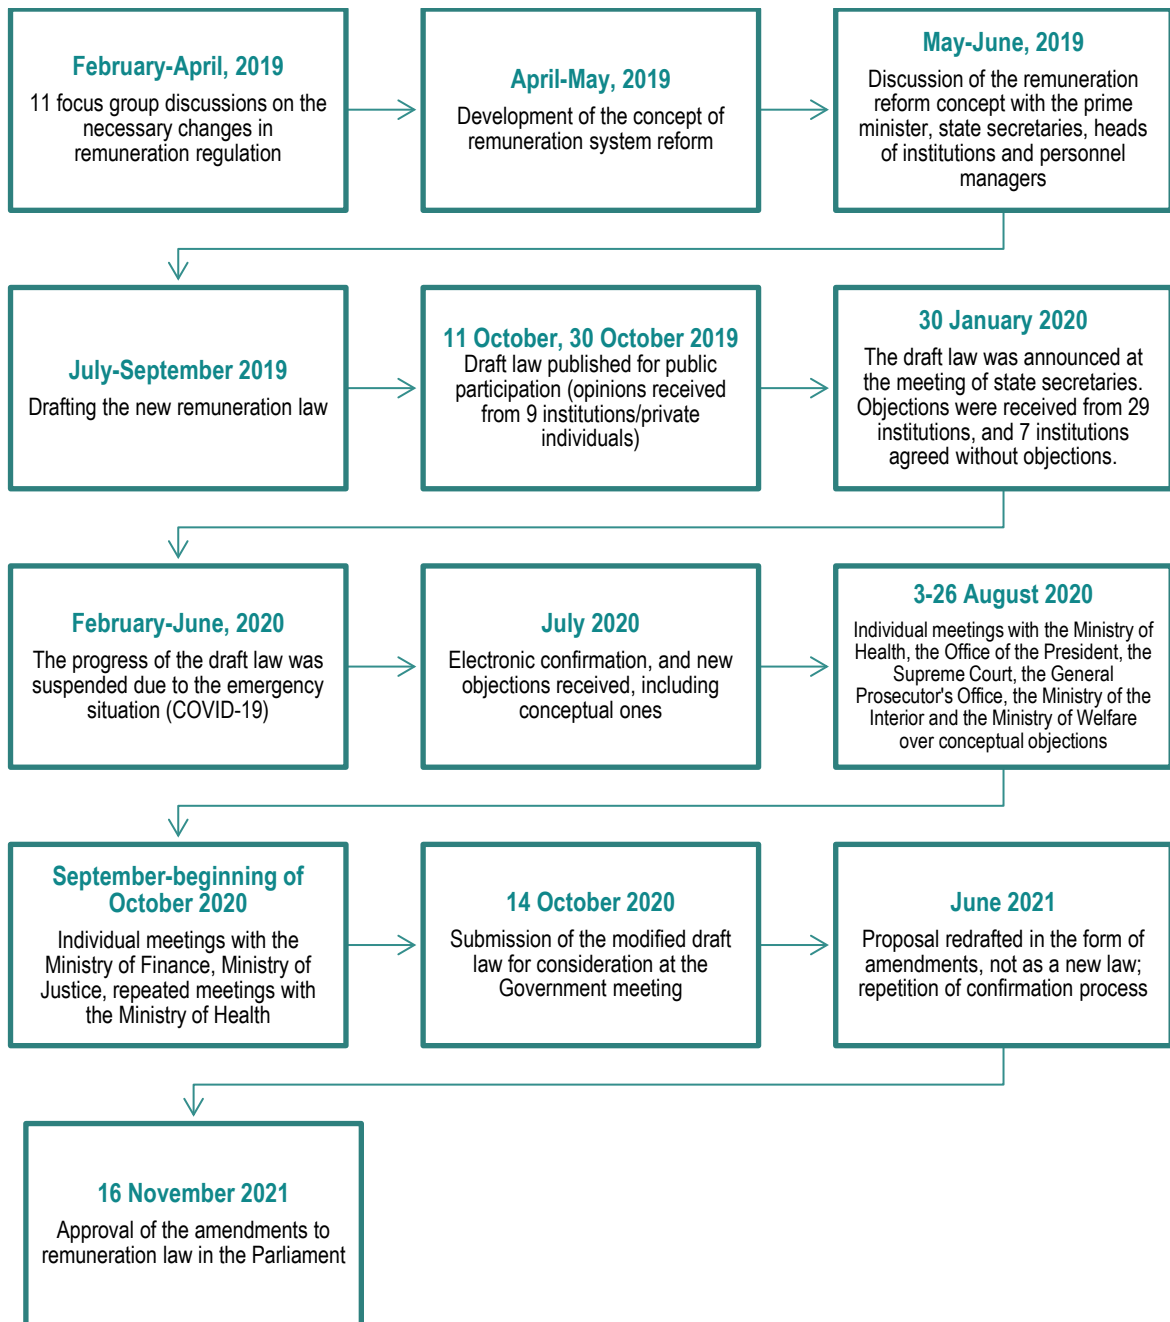 February-April, 2019
11 focus group discussions on the
necessary changes in
remuneration regulation
April-May, 2019
Development of the concept of
remuneration system reform
May-June, 2019
Discussion of the remuneration
reform concept with the prime
minister, state secretaries, heads
of institutions and personnel
managers
July-September 2019
Drafting the new remuneration law
11 October, 30 October 2019
Draft law published for public
participation (opinions received
from 9 institutions/private
individuals)
30 January 2020
The draft law was announced at
the meeting of state secretaries.
Objections were received from 29
institutions, and 7 institutions
agreed without objections.
February-June, 2020
The progress of the draft law was
suspended due to the emergency
situation (COVID-19)
July 2020
Electronic confirmation, and new
objections received, including
conceptual ones
3-26 August 2020
Individual meetings with the Ministry of
Health, the Office of the President, the
Supreme Court, the General
Prosecutor's Office, the Ministry of the
Interior and the Ministry of Welfare
over conceptual objections
September-beginning of
October 2020
Individual meetings with the
Ministry of Finance, Ministry of
Justice, repeated meetings with
the Ministry of Health
14 October 2020
Submission of the modified draft
law for consideration at the
Government meeting
June 2021
Proposal redrafted in the form of
amendments, not as a new law;
repetition of confirmation process
16 November 2021
Approval of the amendments to
remuneration law in the Parliament